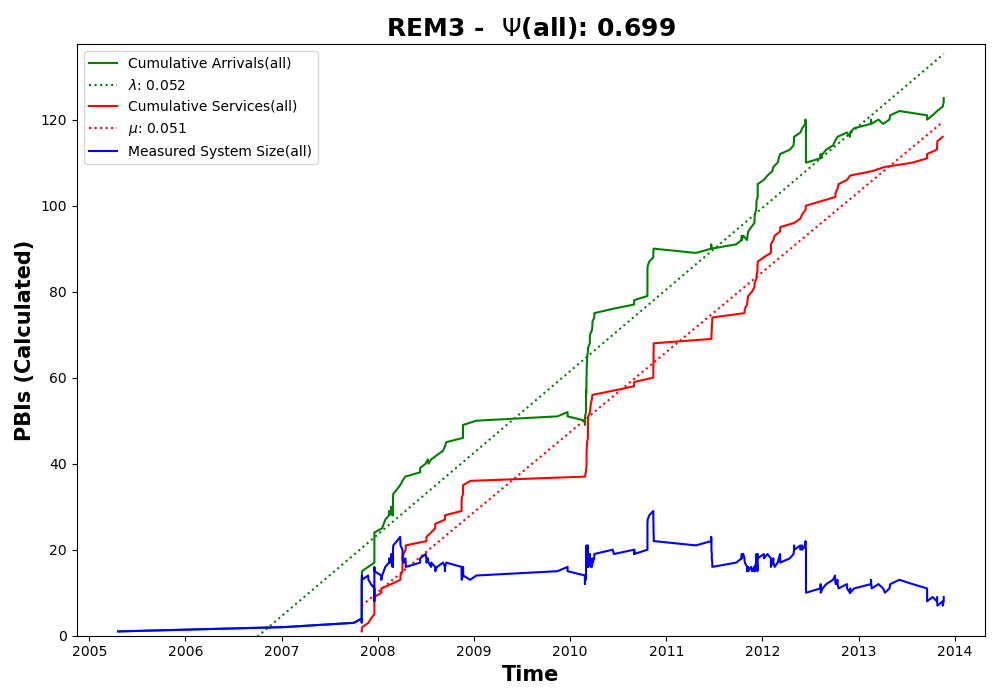 REM3 - Ψ(all): 0.699
Cumulative Arrivals(all)
λ: 0.052
Cumulative Services(all)
μ: 0.051
Measured System Size(all)
PBIs (Calculated)
120
100
80
60
40
20
0
2005 2006 2007 2008 2009 2010 2011 2012 2013 2014
Time